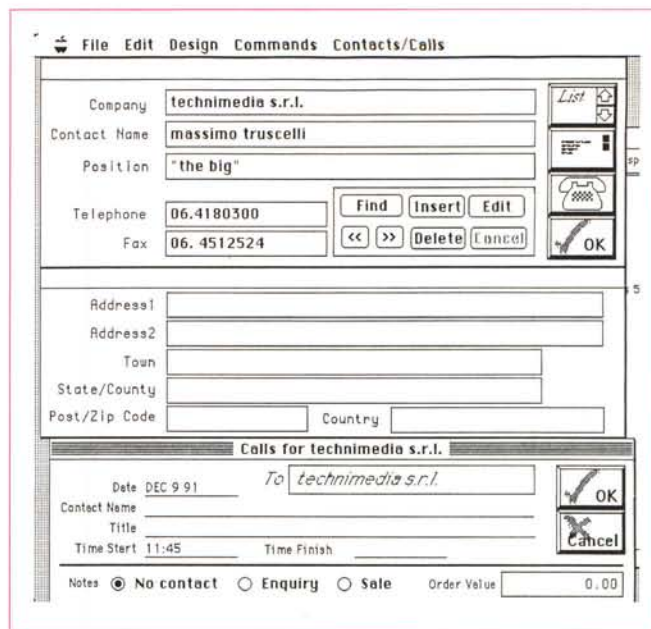 File Edit Design Commands Contacts/Calls
Company technimedia s.r.l.
List
Contact Name massimo truscelli
Position "the big"
sp
Telephone 06.4180300
Find Insert Edit
Fax 06. 4512524
<< >> Delete Cancel
OK
5
Address1
Address2
Town
State/County
Post/Zip Code Country
Calls for technimedia s.r.l.
Date DEC 9 91 To technimedia s.r.l.
OK
Contact Name
Title
Cancel
Time Start 11:45 Time Finish
Notes No contact Enquiry Sale Order Value 0.00